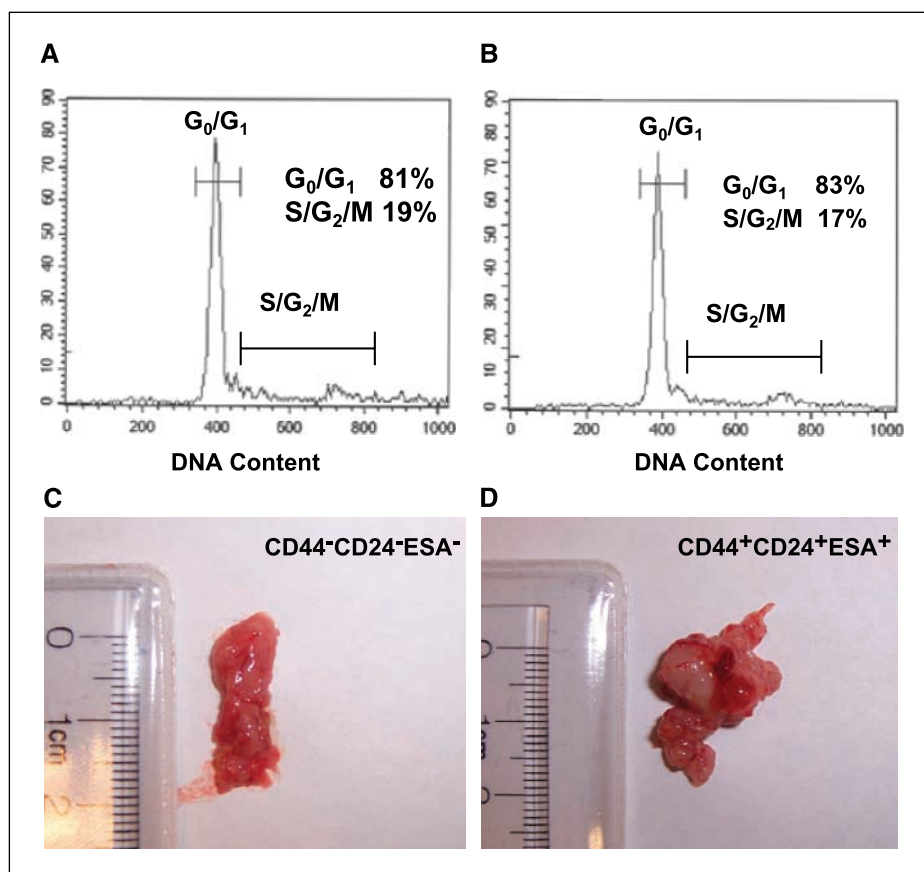 A
G₀/G₁
G₀/G₁ 81%
S/G₂/M 19%
S/G₂/M
90
80
70
60
50
40
30
20
10
0
0 200 400 600 800 1000
DNA Content
B
G₀/G₁
G₀/G₁ 83%
S/G₂/M 17%
S/G₂/M
90
80
70
60
50
40
30
20
10
0
0 200 400 600 800 1000
DNA Content
C
CD44⁻CD24⁻ESA⁻
0
1cm
2
D
CD44⁺CD24⁺ESA⁺
0
1cm
2